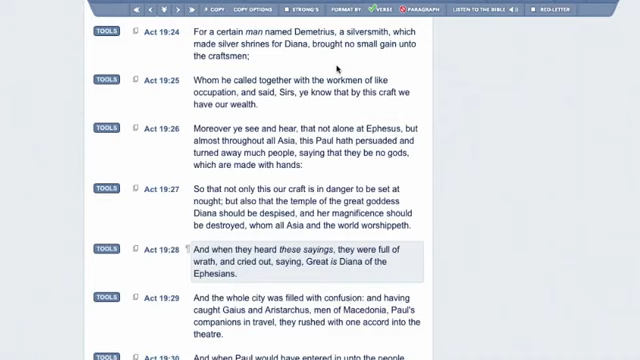 COPY COPY OPTIONS STRONG'S FORMAT BY VERSE PARAGRAPH LISTEN TO THE BIBLE RED-LETTER
TOOLS Act 19:24 For a certain man named Demetrius, a silversmith, which
made silver shrines for Diana, brought no small gain unto
the craftsmen;
TOOLS Act 19:25 Whom he called together with the workmen of like
occupation, and said, Sirs, ye know that by this craft we
have our wealth.
TOOLS Act 19:26 Moreover ye see and hear, that not alone at Ephesus, but
almost throughout all Asia, this Paul hath persuaded and
turned away much people, saying that they be no gods,
which are made with hands:
TOOLS Act 19:27 So that not only this our craft is in danger to be set at
nought; but also that the temple of the great goddess
Diana should be despised, and her magnificence should
be destroyed, whom all Asia and the world worshippeth.
TOOLS Act 19:28 ¶ And when they heard these sayings, they were full of
wrath, and cried out, saying, Great is Diana of the
Ephesians.
TOOLS Act 19:29 And the whole city was filled with confusion: and having
caught Gaius and Aristarchus, men of Macedonia, Paul's
companions in travel, they rushed with one accord into the
theatre.
TOOLS Act 19:30 And when Paul would have entered in unto the people,